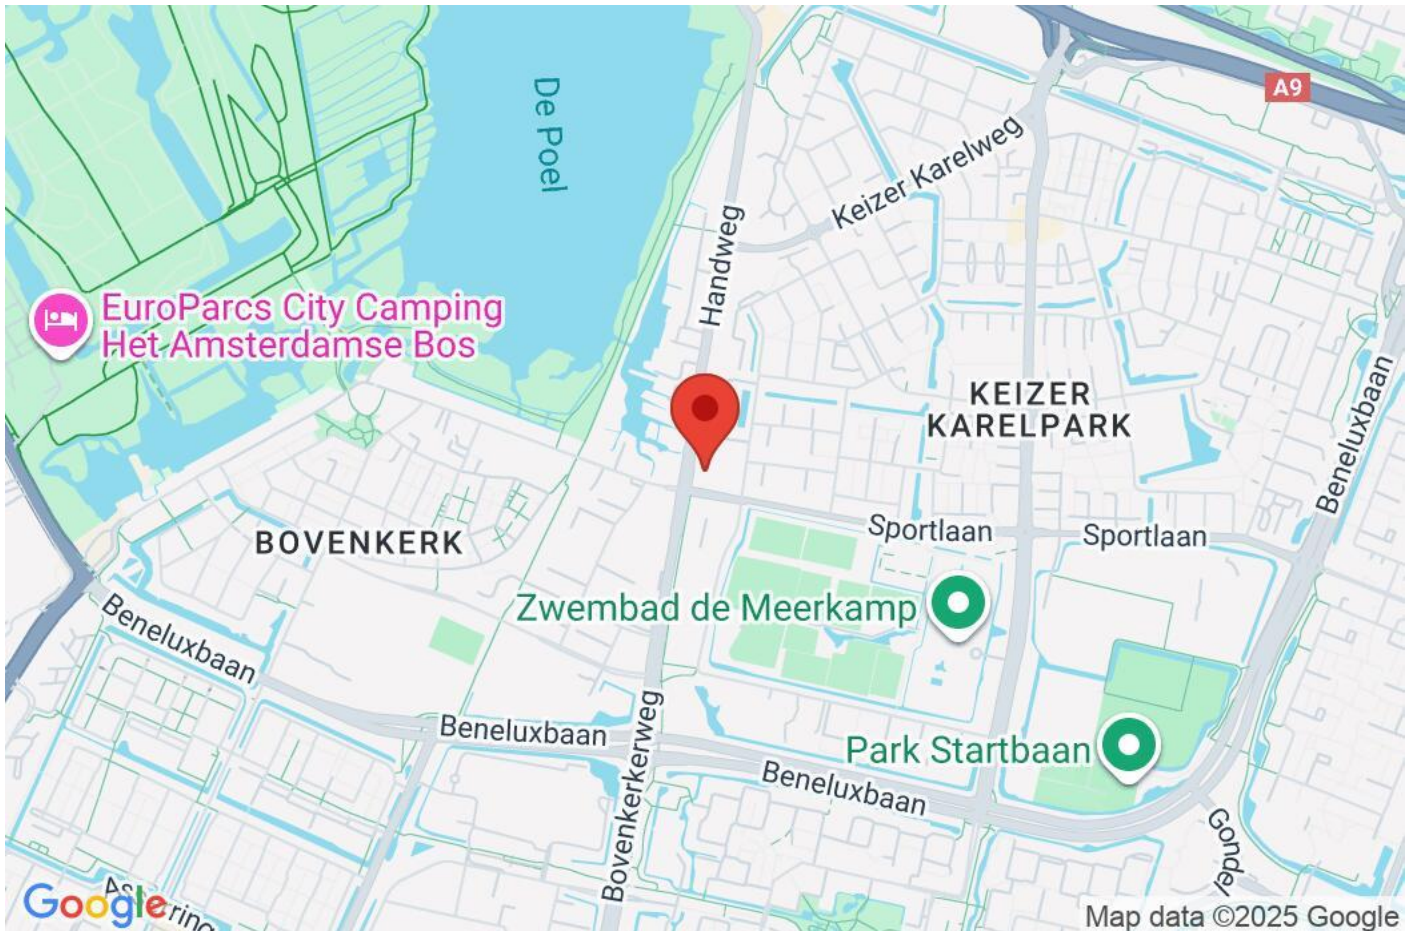 A9
De Poel
Keizer Karelweg
Handweg
EuroParcs City Camping
Het Amsterdamse Bos
KEIZER
KARELPARK
Beneluxbaan
BOVENKERK
Sportlaan
Sportlaan
Zwembad de Meerkamp
Beneluxbaan
Beneluxbaan
Bovenkerkerweg
Park Startbaan
Beneluxbaan
Google
Map data ©2025 Google